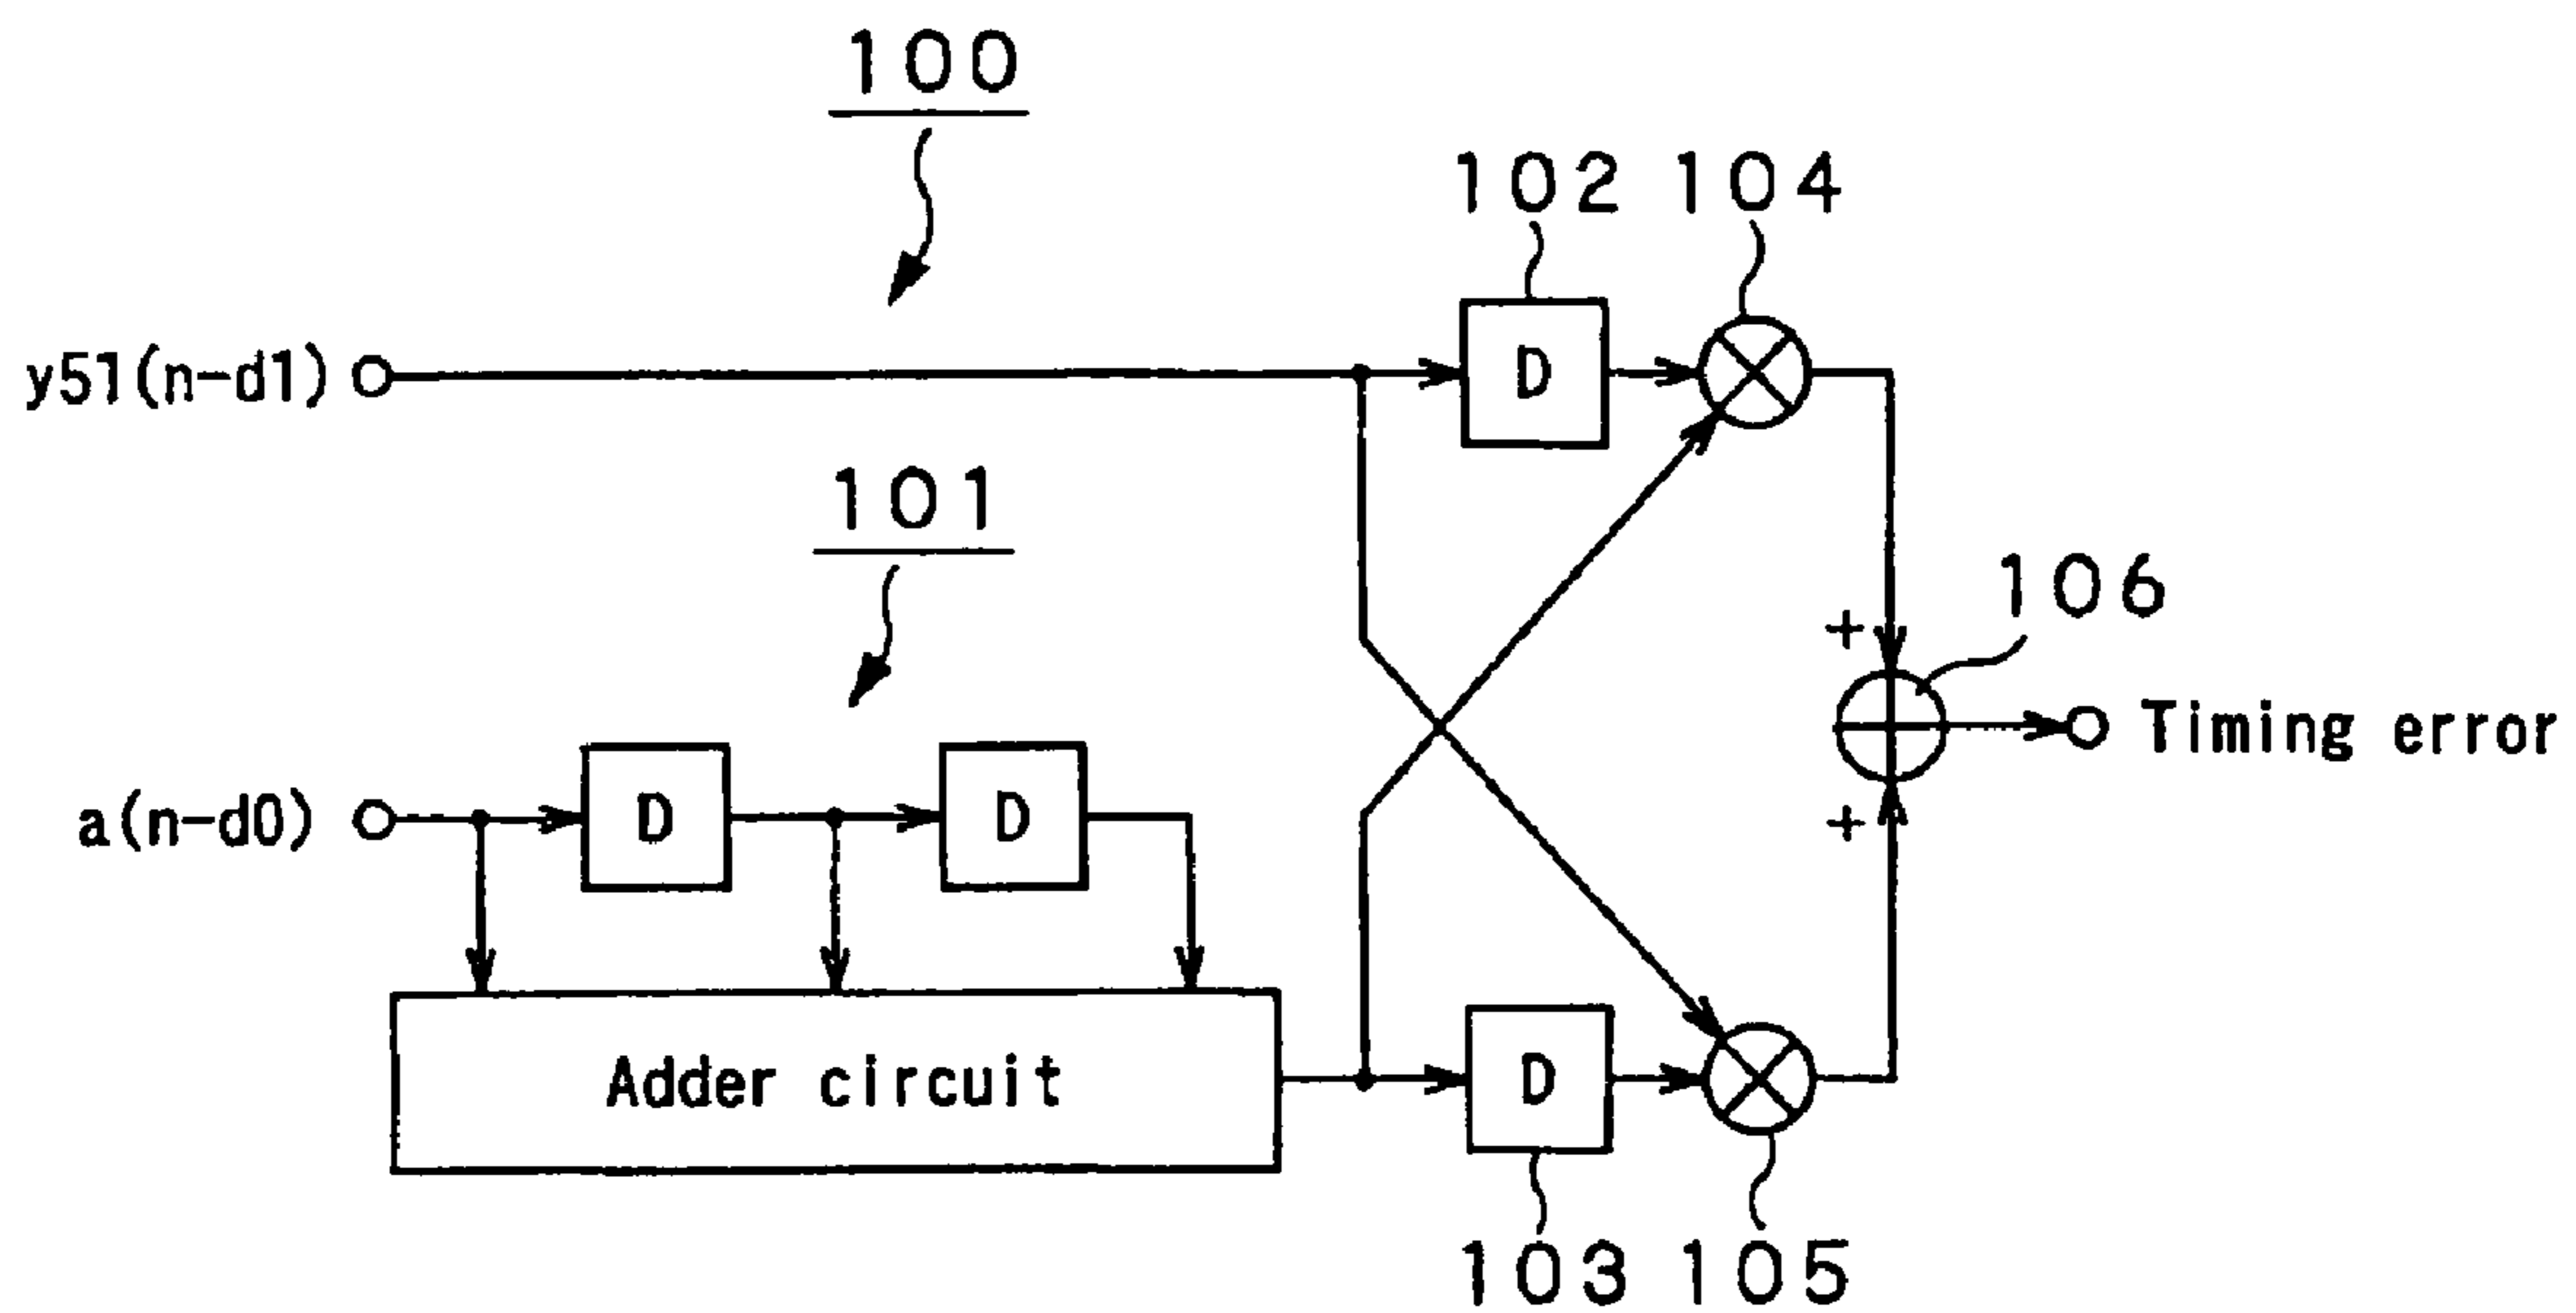 100
102 104
D
y51(n-d1)
101
106
+
Timing error
D D
a(n-d0)
+
Adder circuit
D
103 105